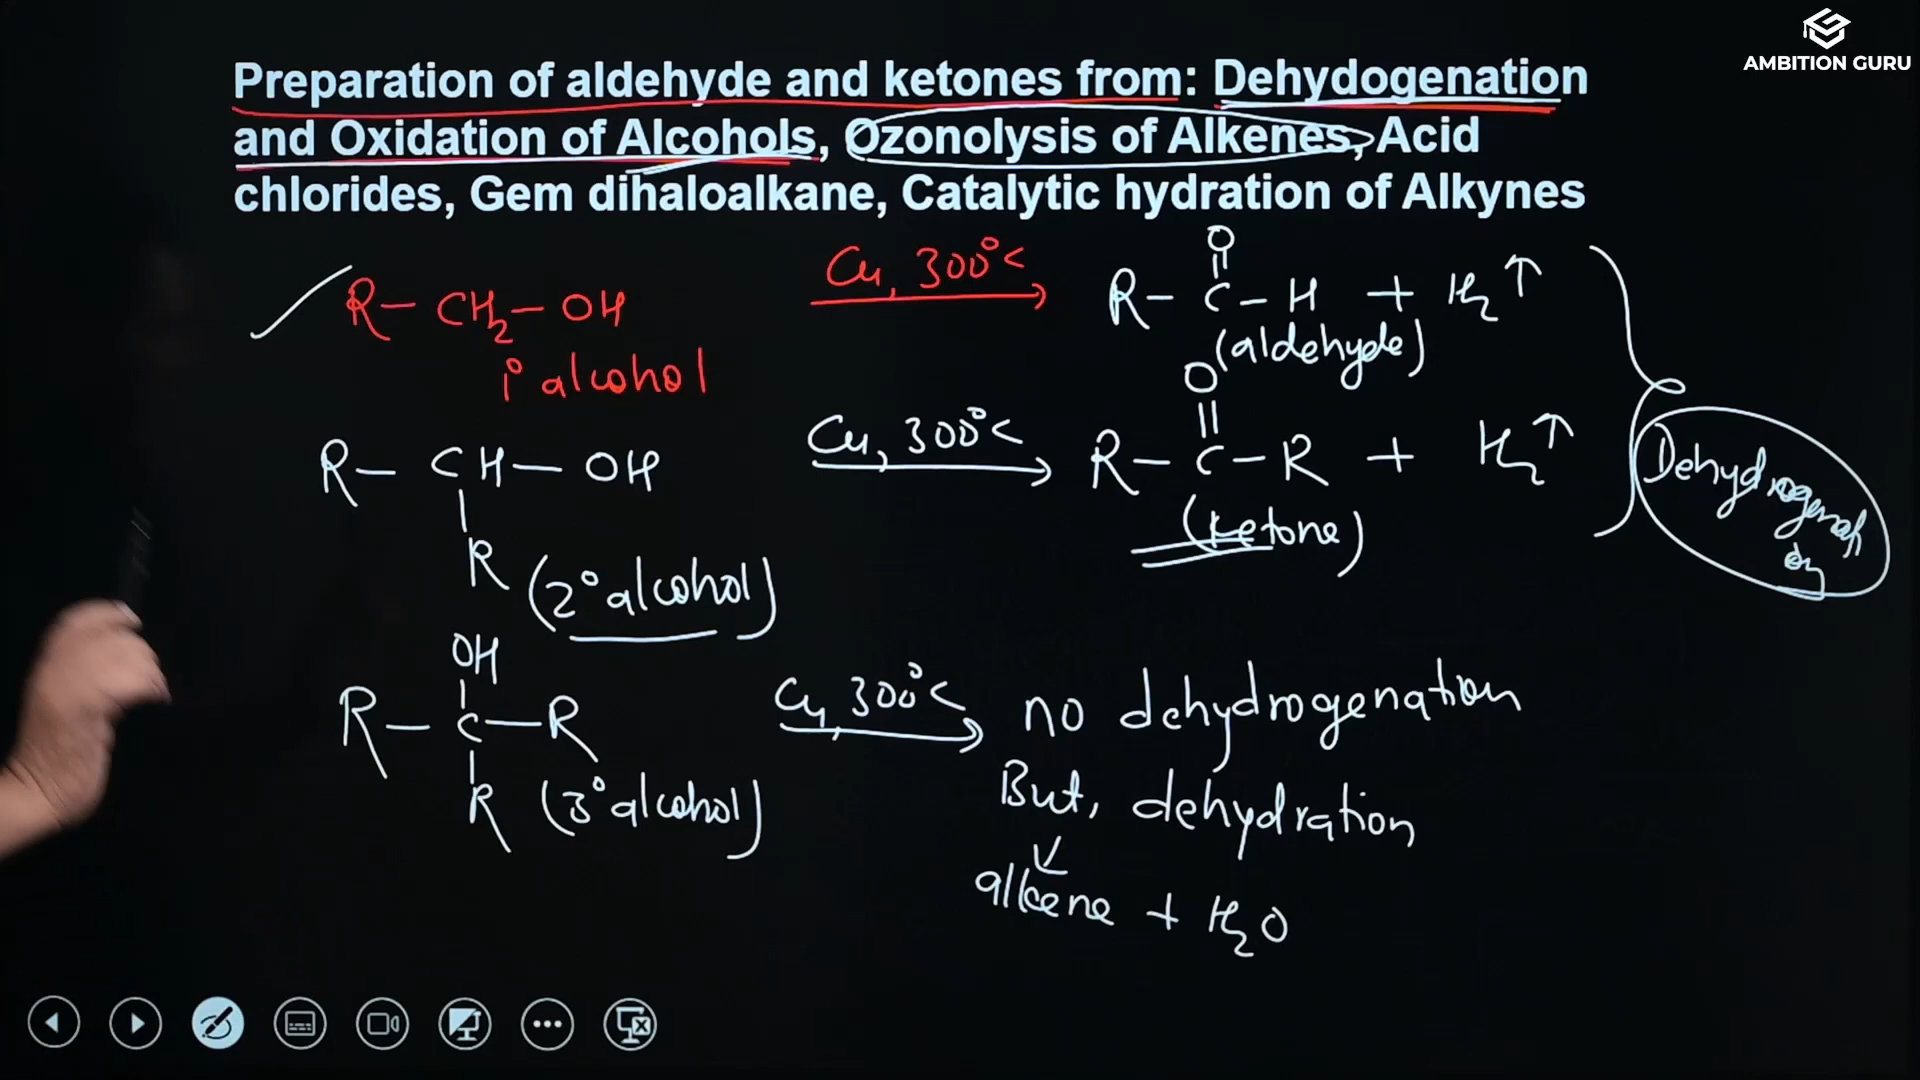 AMBITION GURU
Preparation of aldehyde and ketones from: Dehydogenation
and Oxidation of Alcohols, Ozonolysis of Alkenes, Acid
chlorides, Gem dihaloalkane, Catalytic hydration of Alkynes
R–CH₂–OH Cu, 300°C R–C–H + H₂↑
O
1° alcohol (aldehyde)
R–CH–OH Cu, 300°C R–C–R + H₂↑
O
R (2° alcohol) (ketone)
Dehydrogenation
OH
R–C–R Cu, 300°C no dehydrogenation
R (3° alcohol) But, dehydration
alkene + H₂O